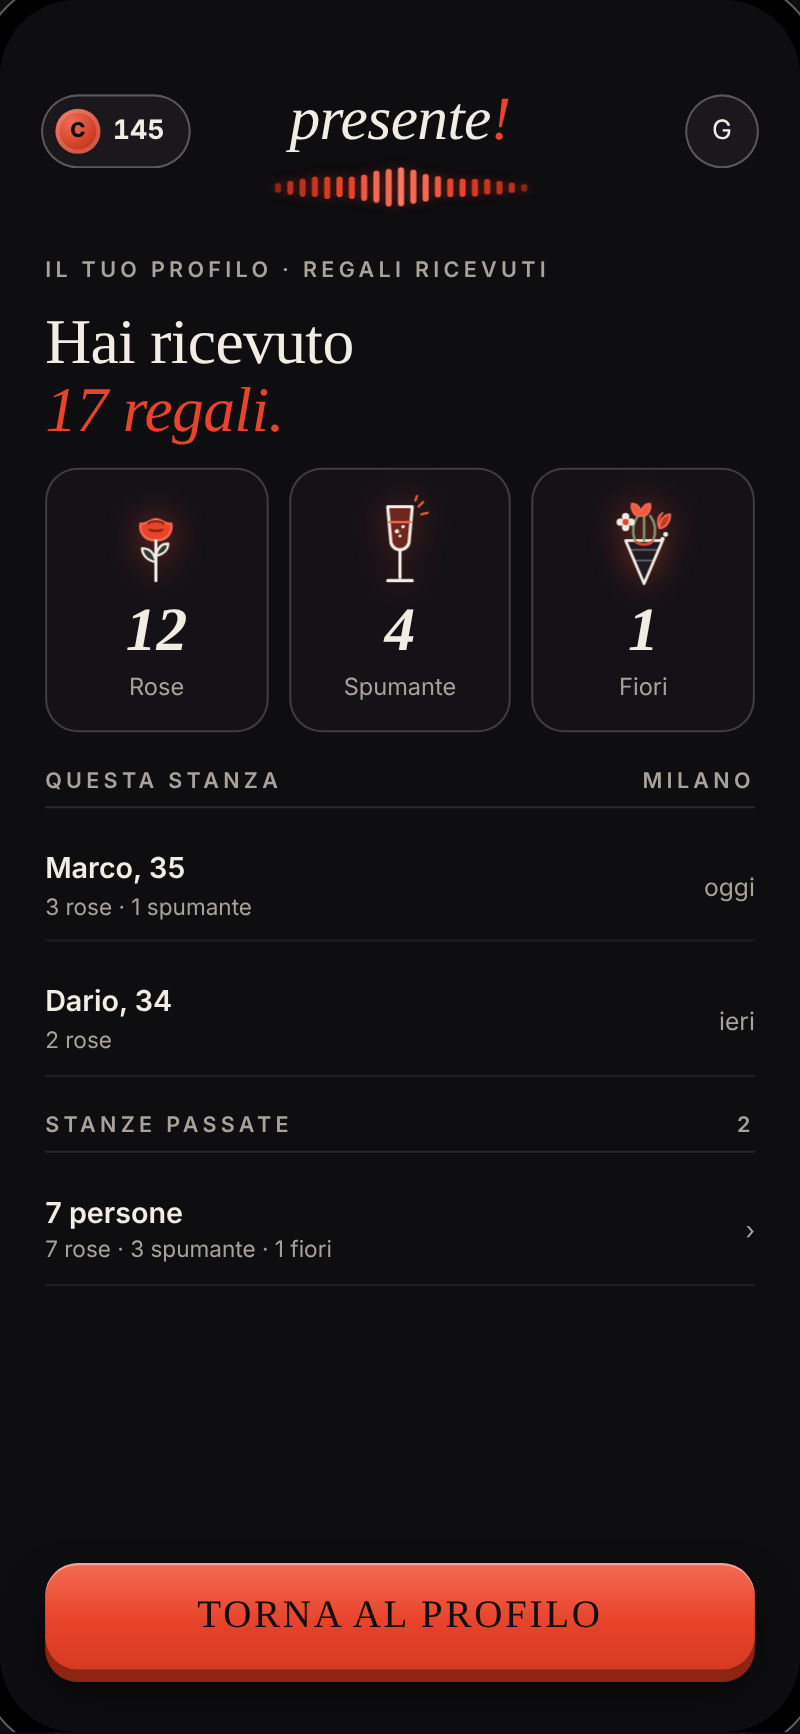 C 145
presente!
G
IL TUO PROFILO · REGALI RICEVUTI
Hai ricevuto
17 regali.
12
Rose
4
Spumante
1
Fiori
QUESTA STANZA MILANO
Marco, 35
3 rose · 1 spumante
oggi
Dario, 34
2 rose
ieri
STANZE PASSATE 2
7 persone
7 rose · 3 spumante · 1 fiori
›
TORNA AL PROFILO